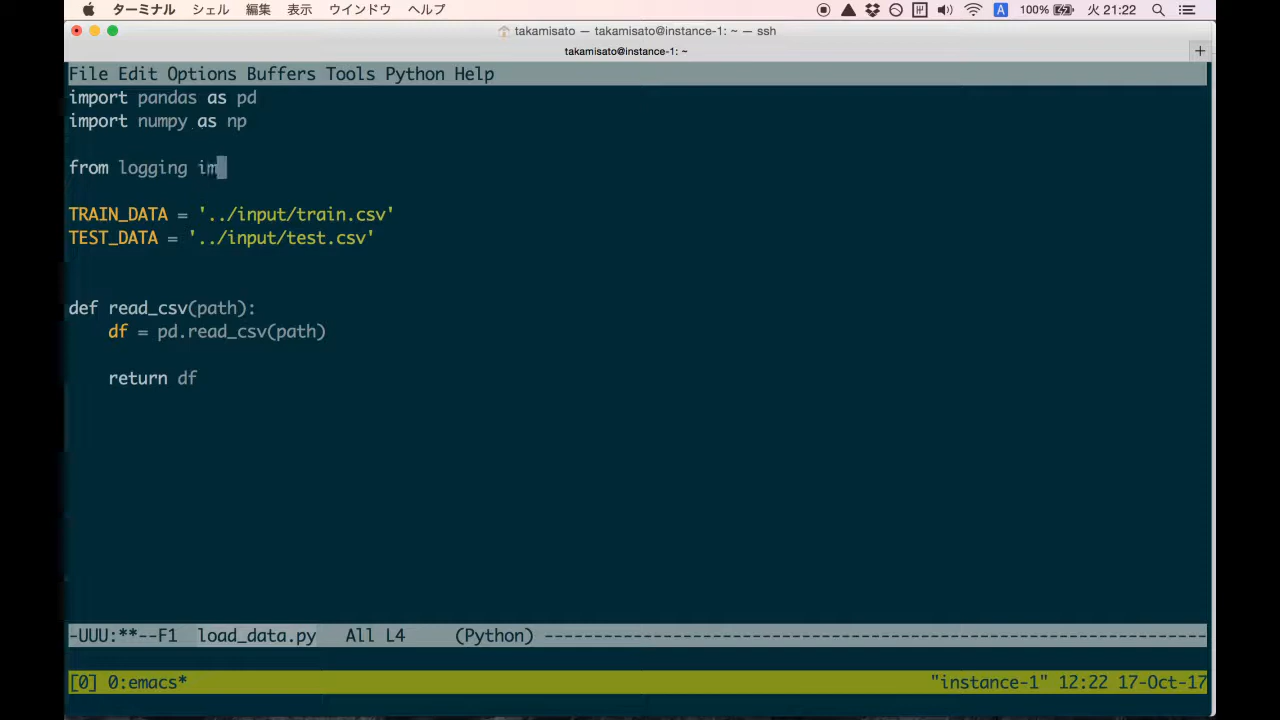 ターミナル シェル 編集 表示 ウインドウ ヘルプ A 100% 火 21:22
takamisato — takamisato@instance-1: ~ — ssh
takamisato@instance-1: ~ +
File Edit Options Buffers Tools Python Help
import pandas as pd
import numpy as np
from logging im
TRAIN_DATA = '../input/train.csv'
TEST_DATA = '../input/test.csv'
def read_csv(path):
    df = pd.read_csv(path)
    return df
-UUU:**--F1  load_data.py   All L4     (Python) -------------------------------------------------------------------
[0] 0:emacs* "instance-1" 12:22 17-Oct-17